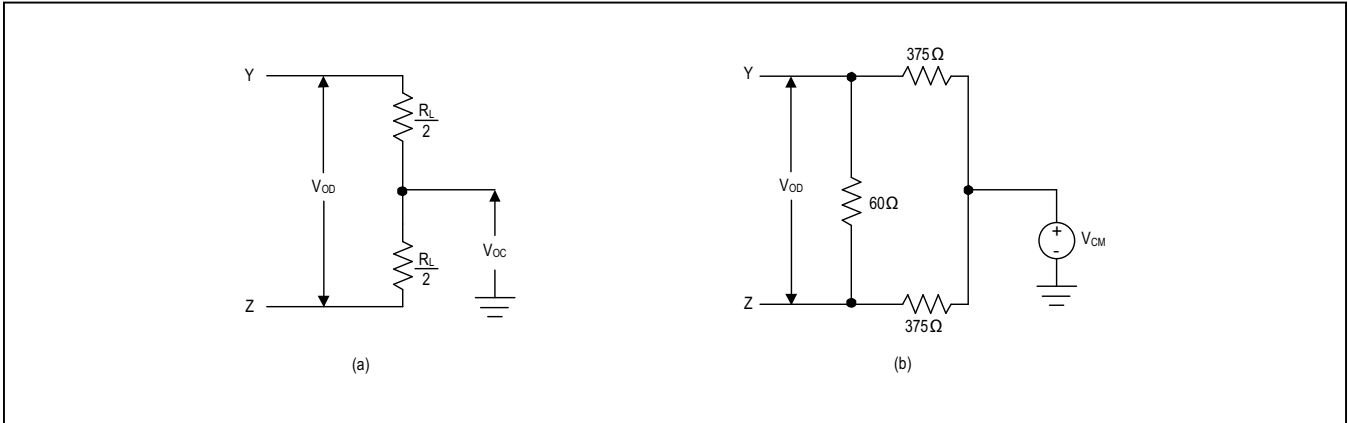 Y
R_L
2
V_OD
V_OC
R_L
2
Z
(a)
375Ω
Y
V_OD
60Ω
+
-
V_CM
Z
375Ω
(b)